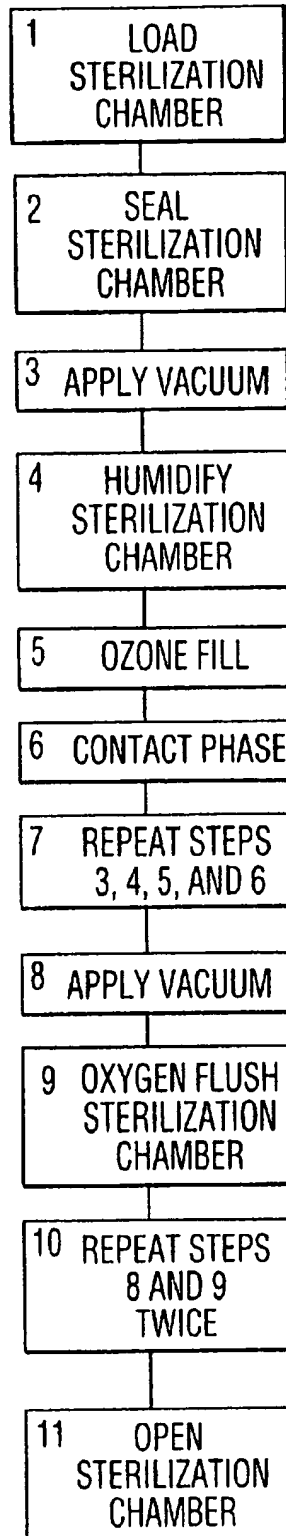 1 LOAD
STERILIZATION
CHAMBER
2 SEAL
STERILIZATION
CHAMBER
3 APPLY VACUUM
4 HUMIDIFY
STERILIZATION
CHAMBER
5 OZONE FILL
6 CONTACT PHASE
7 REPEAT STEPS
3, 4, 5, AND 6
8 APPLY VACUUM
9 OXYGEN FLUSH
STERILIZATION
CHAMBER
10 REPEAT STEPS
8 AND 9
TWICE
11 OPEN
STERILIZATION
CHAMBER